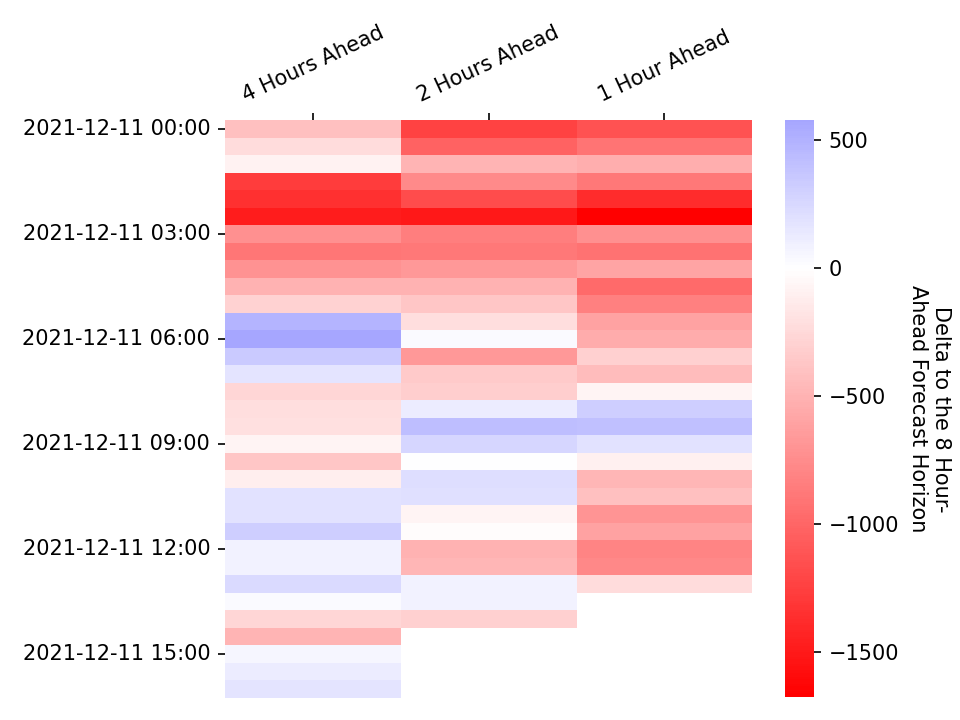 4 Hours Ahead
2 Hours Ahead
1 Hour Ahead
2021-12-11 00:00
2021-12-11 03:00
2021-12-11 06:00
2021-12-11 09:00
2021-12-11 12:00
2021-12-11 15:00
500
0
−500
−1000
−1500
Delta to the 8 Hour-
Ahead Forecast Horizon